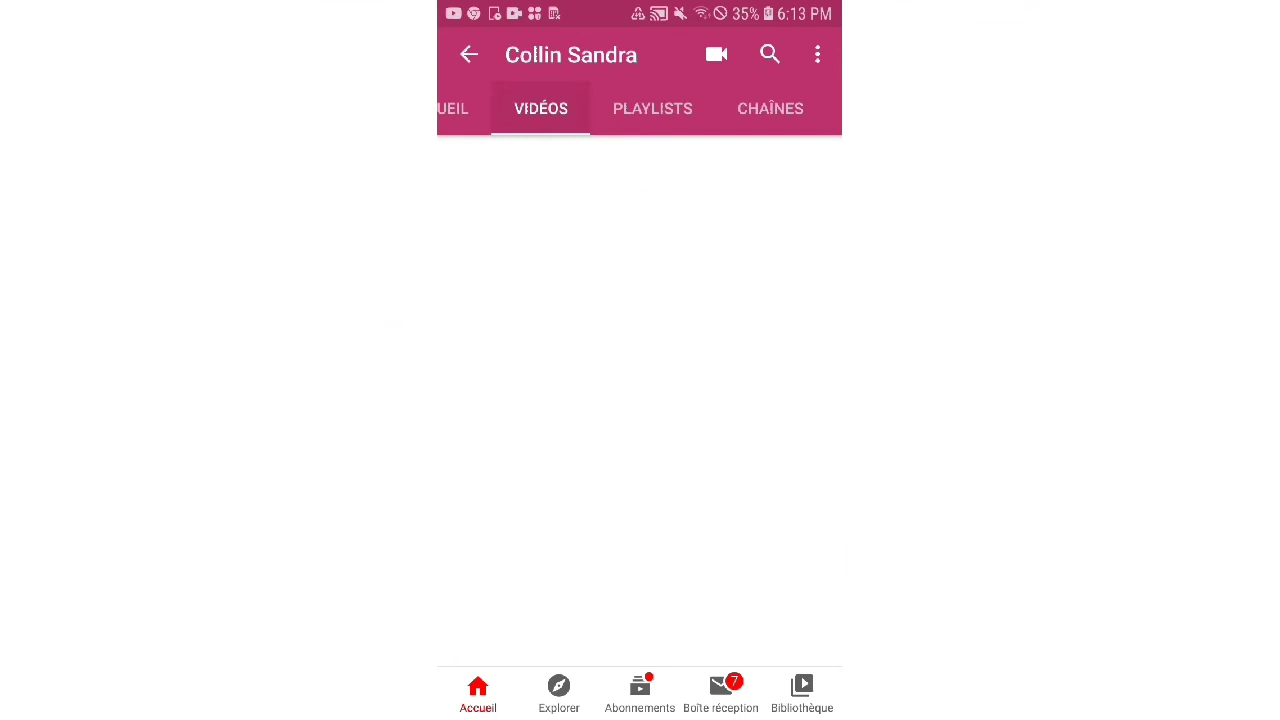 35% 6:13 PM
Collin Sandra
UEIL VIDÉOS PLAYLISTS CHAÎNES
7
Accueil Explorer Abonnements Boîte réception Bibliothèque